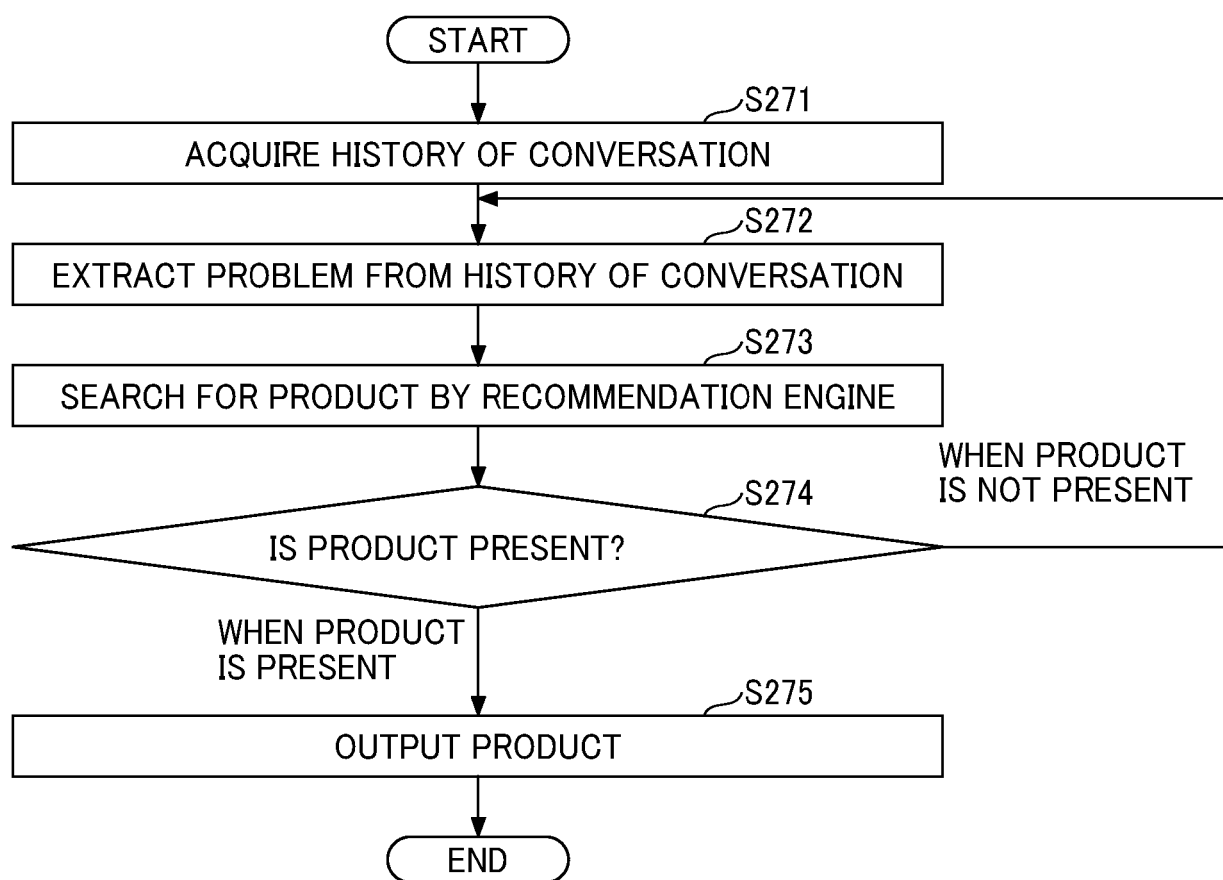 START
S271
ACQUIRE HISTORY OF CONVERSATION
S272
EXTRACT PROBLEM FROM HISTORY OF CONVERSATION
S273
SEARCH FOR PRODUCT BY RECOMMENDATION ENGINE
WHEN PRODUCT
IS NOT PRESENT
S274
IS PRODUCT PRESENT?
WHEN PRODUCT
IS PRESENT
S275
OUTPUT PRODUCT
END